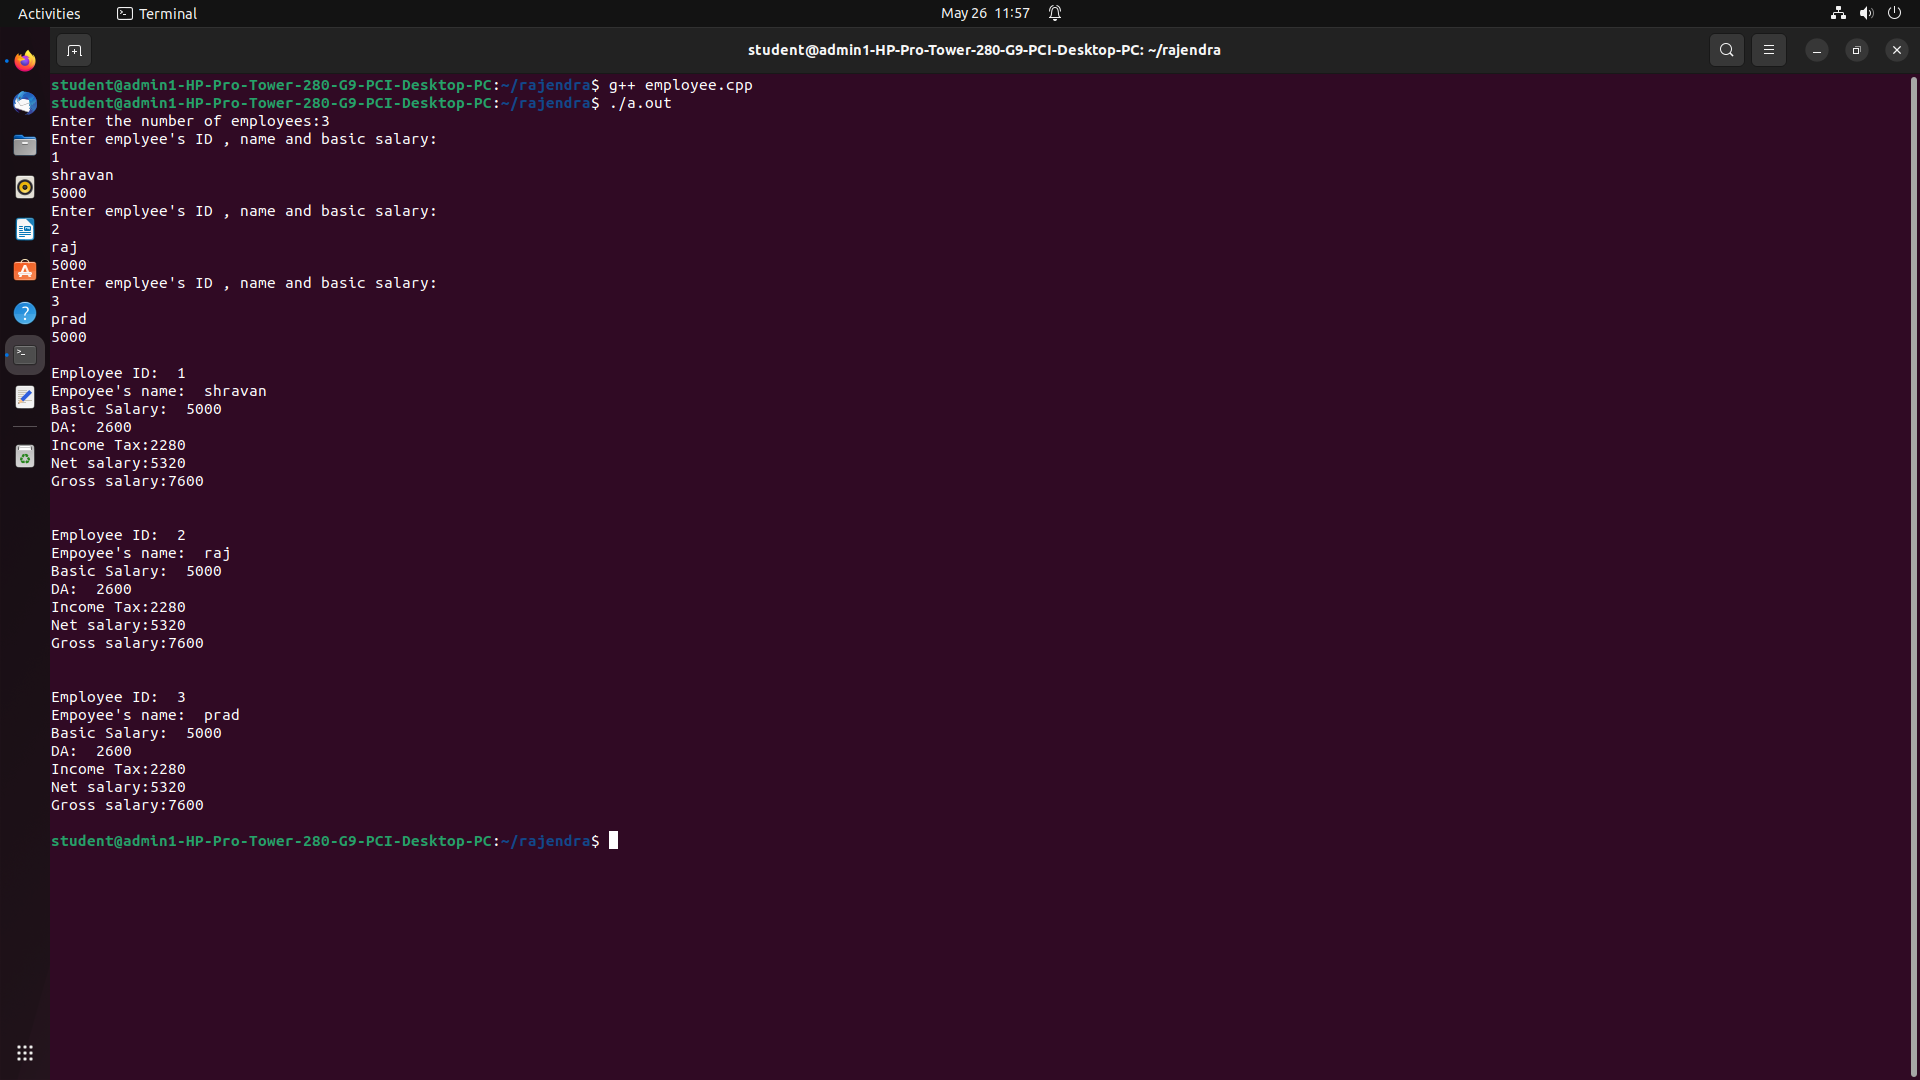 Activities
Terminal
May 26 11:57
student@admin1-HP-Pro-Tower-280-G9-PCI-Desktop-PC: ~/rajendra
student@admin1-HP-Pro-Tower-280-G9-PCI-Desktop-PC:~/rajendra$ g++ employee.cpp
student@admin1-HP-Pro-Tower-280-G9-PCI-Desktop-PC:~/rajendra$ ./a.out
Enter the number of employees:3
Enter emplyee's ID , name and basic salary:
1
shravan
5000
Enter emplyee's ID , name and basic salary:
2
raj
5000
Enter emplyee's ID , name and basic salary:
3
prad
5000
Employee ID:  1
Empoyee's name:  shravan
Basic Salary:  5000
DA:  2600
Income Tax:2280
Net salary:5320
Gross salary:7600
Employee ID:  2
Empoyee's name:  raj
Basic Salary:  5000
DA:  2600
Income Tax:2280
Net salary:5320
Gross salary:7600
Employee ID:  3
Empoyee's name:  prad
Basic Salary:  5000
DA:  2600
Income Tax:2280
Net salary:5320
Gross salary:7600
student@admin1-HP-Pro-Tower-280-G9-PCI-Desktop-PC:~/rajendra$